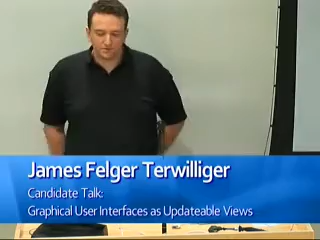 James Felger Terwilliger
Candidate Talk:
Graphical User Interfaces as Updateable Views